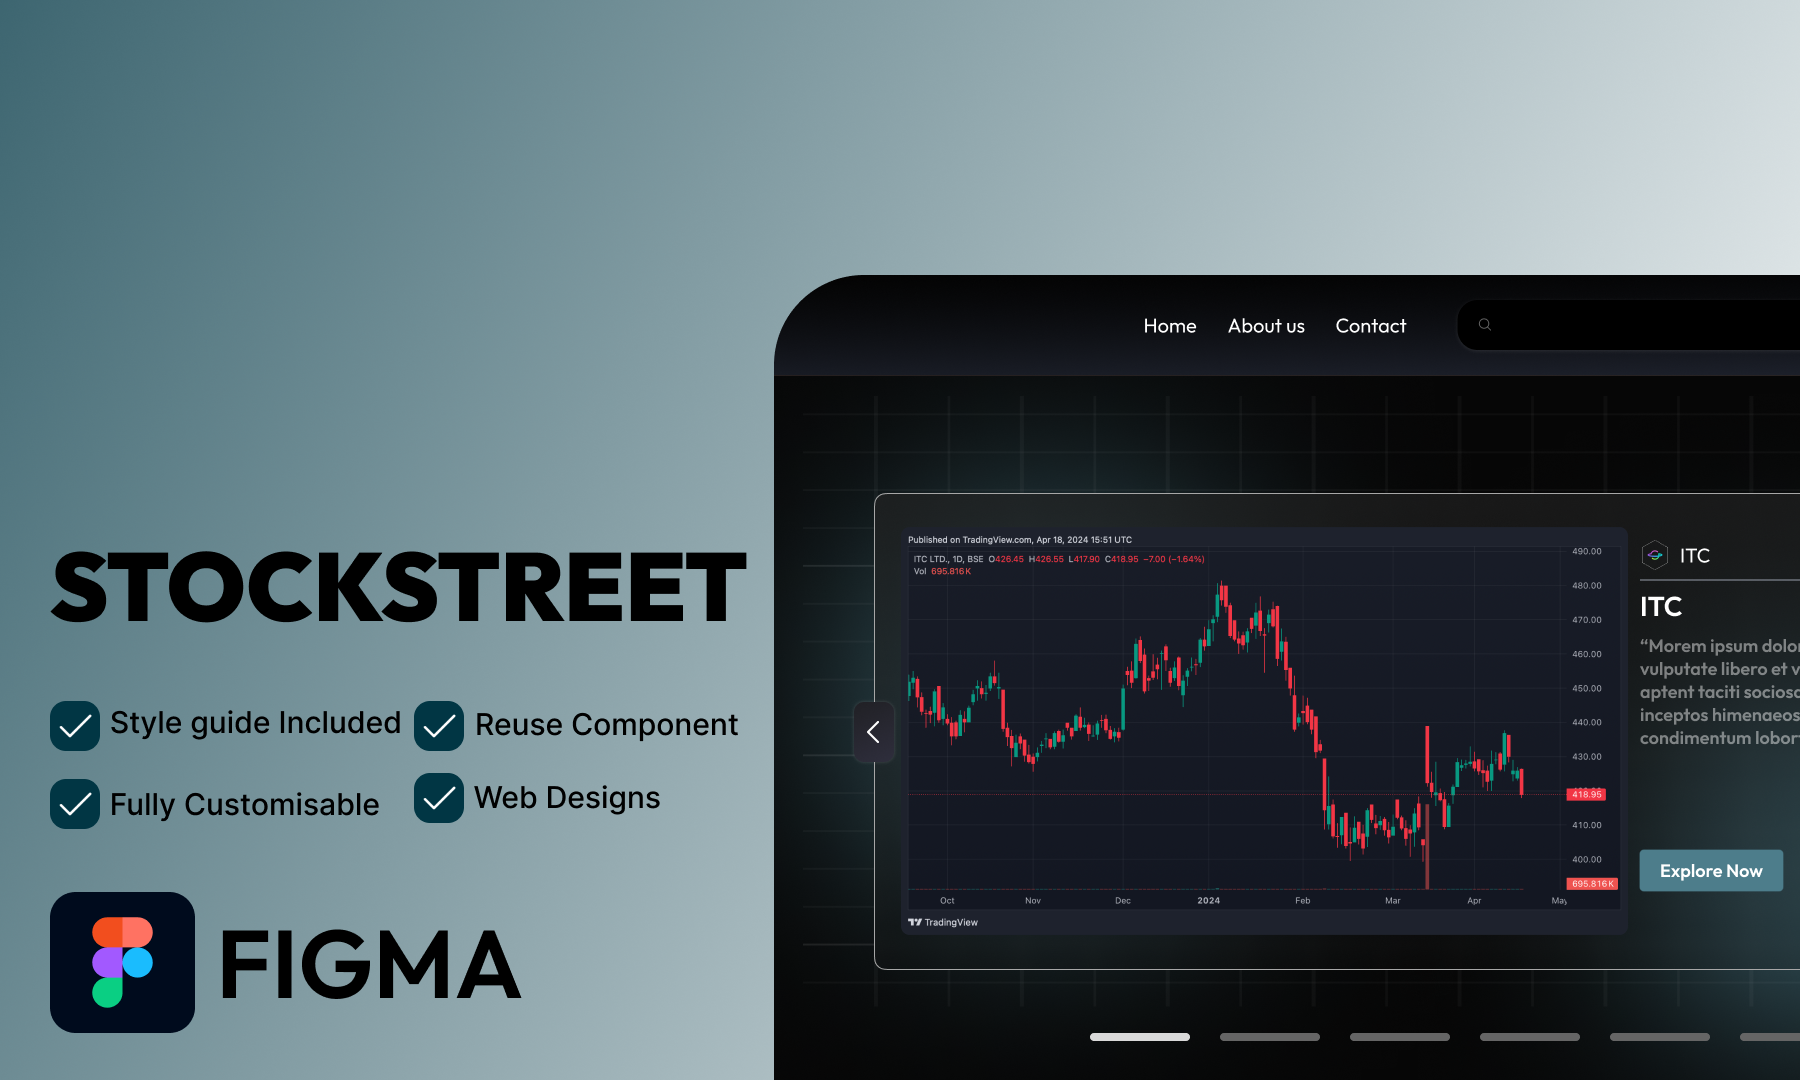 STOCKSTREET
Style guide Included
Reuse Component
Fully Customisable
Web Designs
FIGMA
Home
About us
Contact
Published on TradingView.com, Apr 18, 2024 15:51 UTC
ITC LTD., 1D, BSE O426.45 H426.55 L417.90 C418.95 −7.00 (−1.64%)
Vol 695.816K
490.00
480.00
470.00
460.00
450.00
440.00
430.00
418.95
410.00
400.00
695.816K
Oct Nov Dec 2024 Feb Mar Apr May
TradingView
ITC
ITC
“Morem ipsum dolor
vulputate libero et v
aptent taciti sociosq
inceptos himenaeos
condimentum lobort
Explore Now